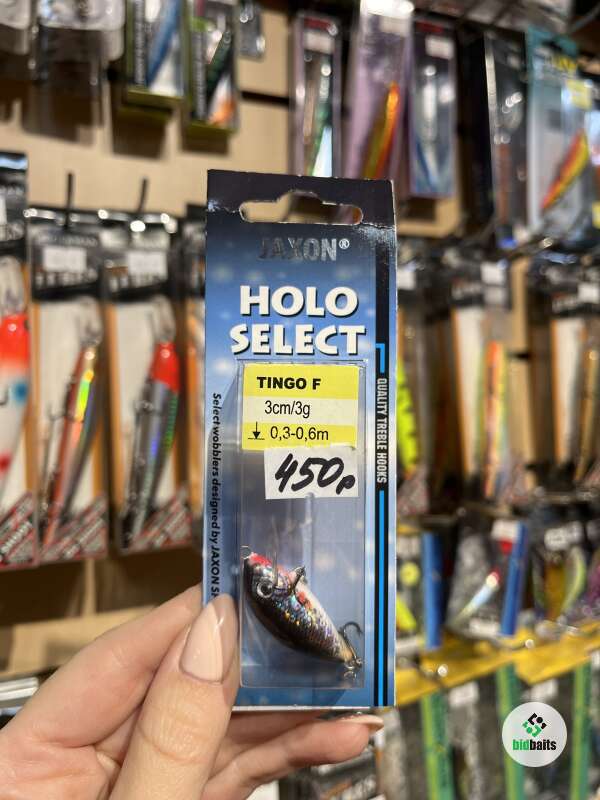 JAXON®
HOLO
SELECT
TINGO F
3cm/3g
0,3-0,6m
450р
QUALITY TREBLE HOOKS
Select wobblers designed by JAXON
bidbaits